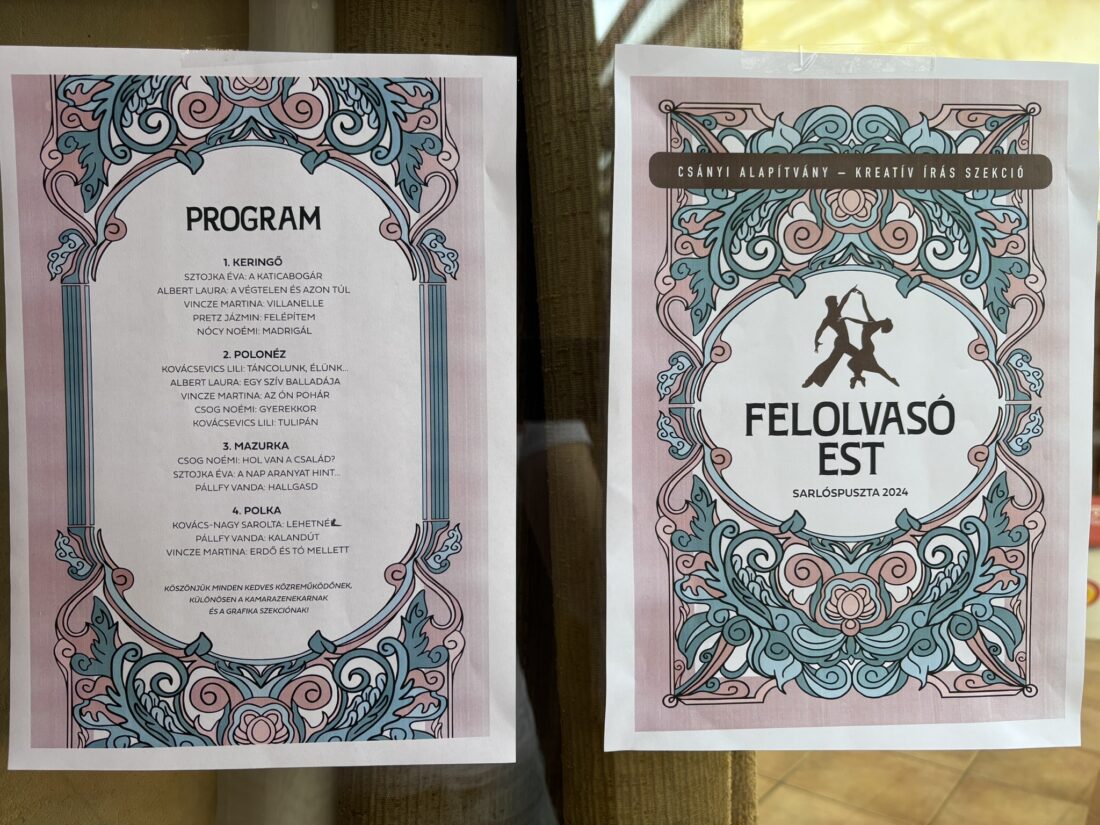 PROGRAM
1. KERINGŐ
SZTOJKA ÉVA: A KATICABOGÁR
ALBERT LAURA: A VÉGTELEN ÉS AZON TÚL
VINCZE MARTINA: VILLANELLE
PRETZ JÁZMIN: FELÉPÍTEM
NÓCY NOÉMI: MADRIGÁL
2. POLONÉZ
KOVÁCSEVICS LILI: TÁNCOLUNK, ÉLÜNK...
ALBERT LAURA: EGY SZÍV BALLADÁJA
VINCZE MARTINA: AZ ÖN POHÁR
CSOG NOÉMI: GYEREKKOR
KOVÁCSEVICS LILI: TULIPÁN
3. MAZURKA
CSOG NOÉMI: HOL VAN A CSALÁD?
SZTOJKA ÉVA: A NAP ARANYAT HINT...
PÁLLFY VANDA: HALLGASD
4. POLKA
KOVÁCS-NAGY SAROLTA: LEHETNÉL
PÁLLFY VANDA: KALANDÚT
VINCZE MARTINA: ERDŐ ÉS TÓ MELLETT
KÖSZÖNJÜK MINDEN KEDVES KÖZREMŰKÖDŐNEK,
KÜLÖNÖSEN A KAMARAZENEKARNAK
ÉS A GRAFIKA SZEKCIÓNAK!
CSÁNYI ALAPÍTVÁNY – KREATÍV ÍRÁS SZEKCIÓ
FELOLVASÓ
EST
SARLÓSPUSZTA 2024